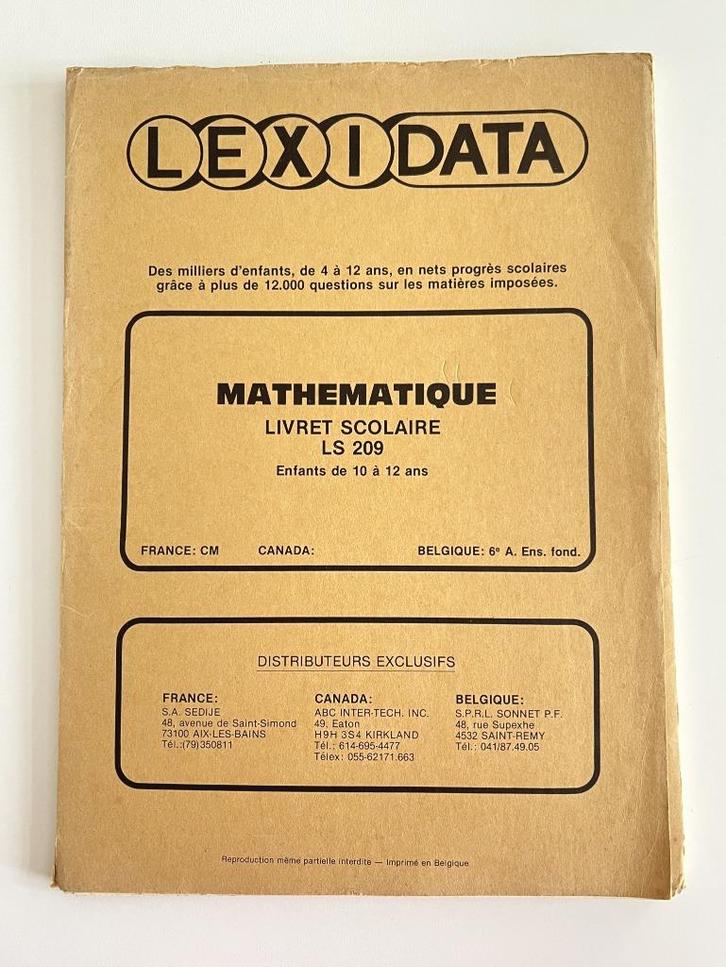 LEXIDATA
Des milliers d'enfants, de 4 à 12 ans, en nets progrès scolaires
grâce à plus de 12.000 questions sur les matières imposées.
MATHEMATIQUE
LIVRET SCOLAIRE
LS 209
Enfants de 10 à 12 ans
FRANCE: CM CANADA: BELGIQUE: 6e A. Ens. fond.
DISTRIBUTEURS EXCLUSIFS
FRANCE:
S.A. SEDIJE
48, avenue de Saint-Simond
73100 AIX-LES-BAINS
Tél.:(79)350811
CANADA:
ABC INTER-TECH. INC.
49, Eaton
H9H 3S4 KIRKLAND
Tél.: 614-695-4477
Télex: 055-62171.663
BELGIQUE:
S.P.R.L. SONNET P.F.
48, rue Supexhe
4532 SAINT-REMY
Tél.: 041/87.49.05
Reproduction même partielle interdite — Imprimé en Belgique